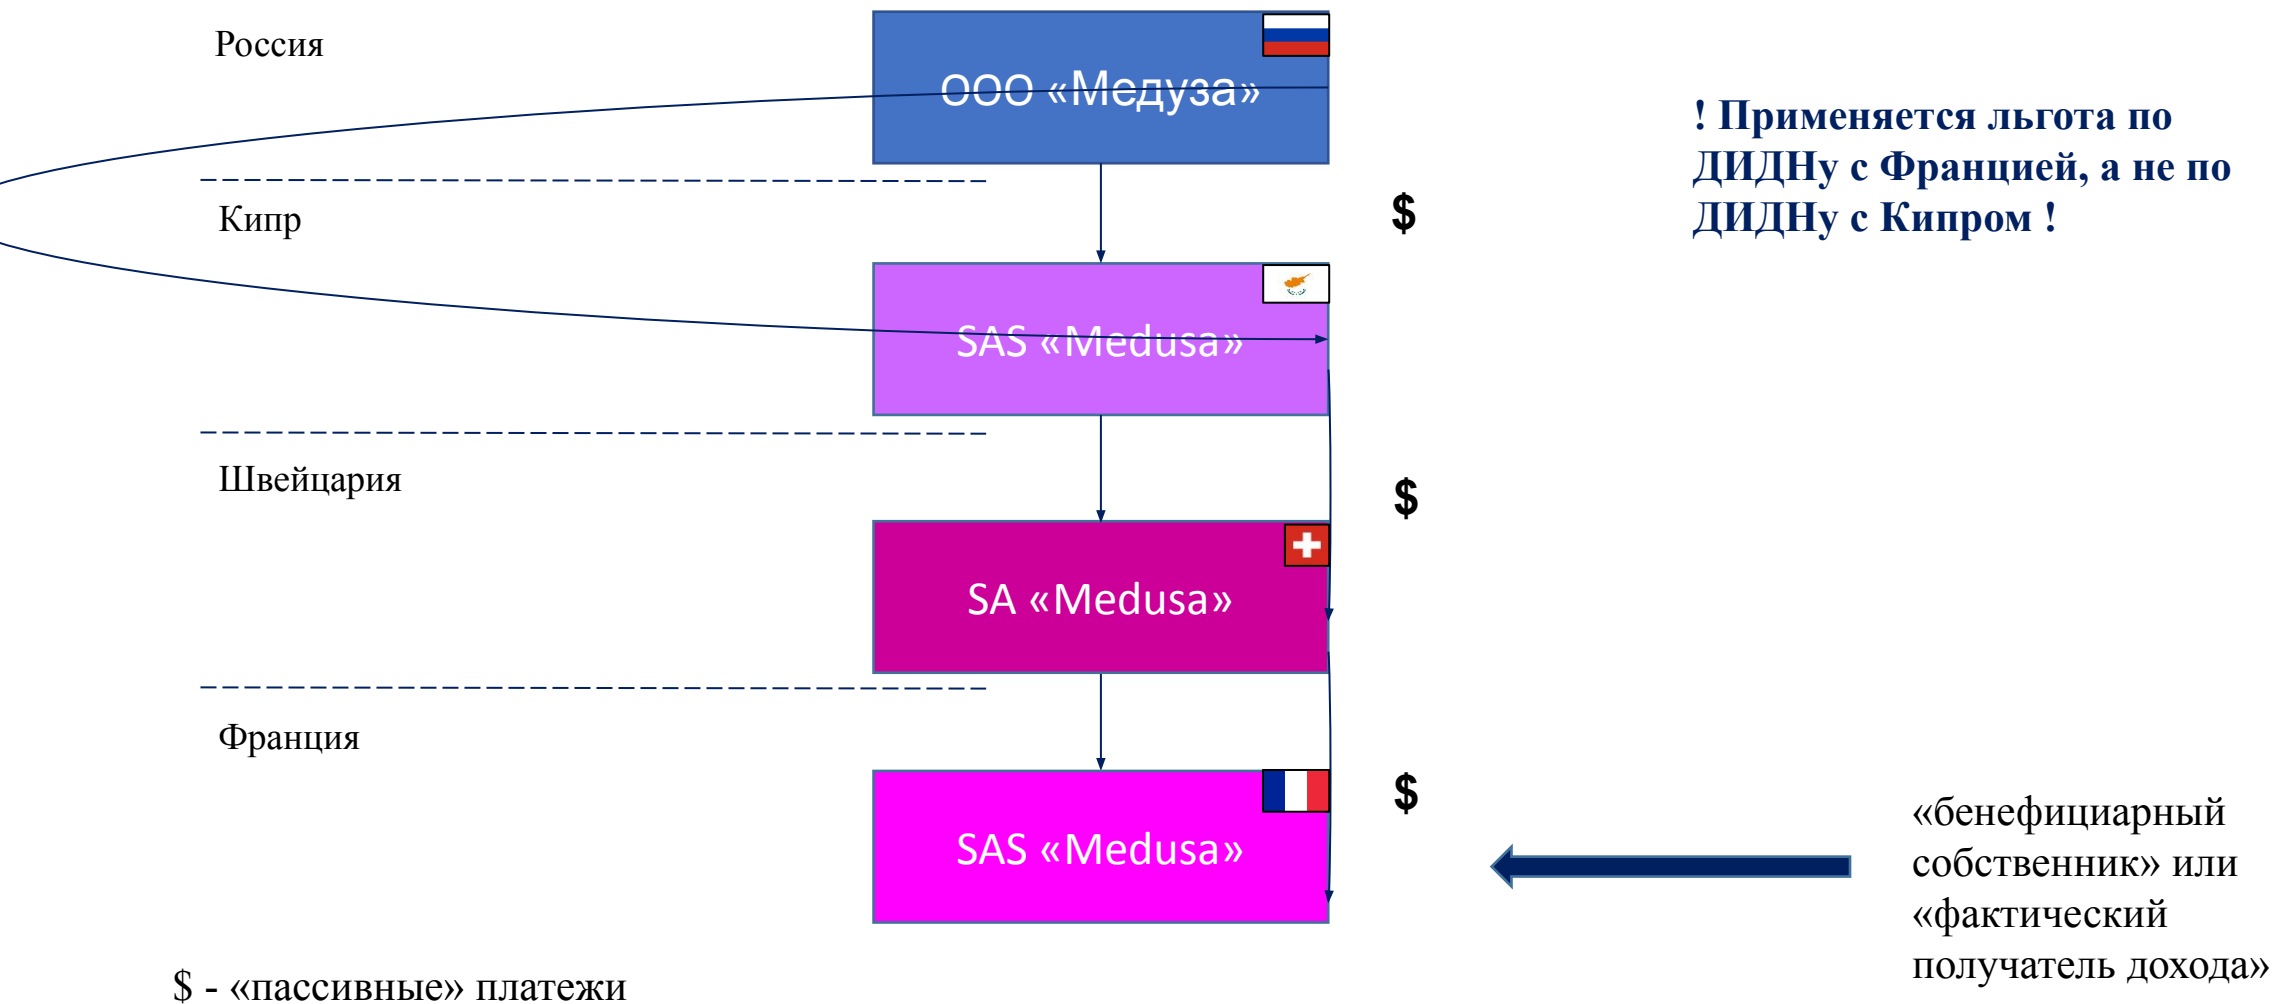 Россия
ООО «Медуза»
! Применяется льгота по
ДИДНу с Францией, а не по
ДИДНу с Кипром !
Кипр
$
SAS «Medusa»
Швейцария
$
SA «Medusa»
Франция
$
SAS «Medusa»
«бенефициарный
собственник» или
«фактический
получатель дохода»
$ - «пассивные» платежи